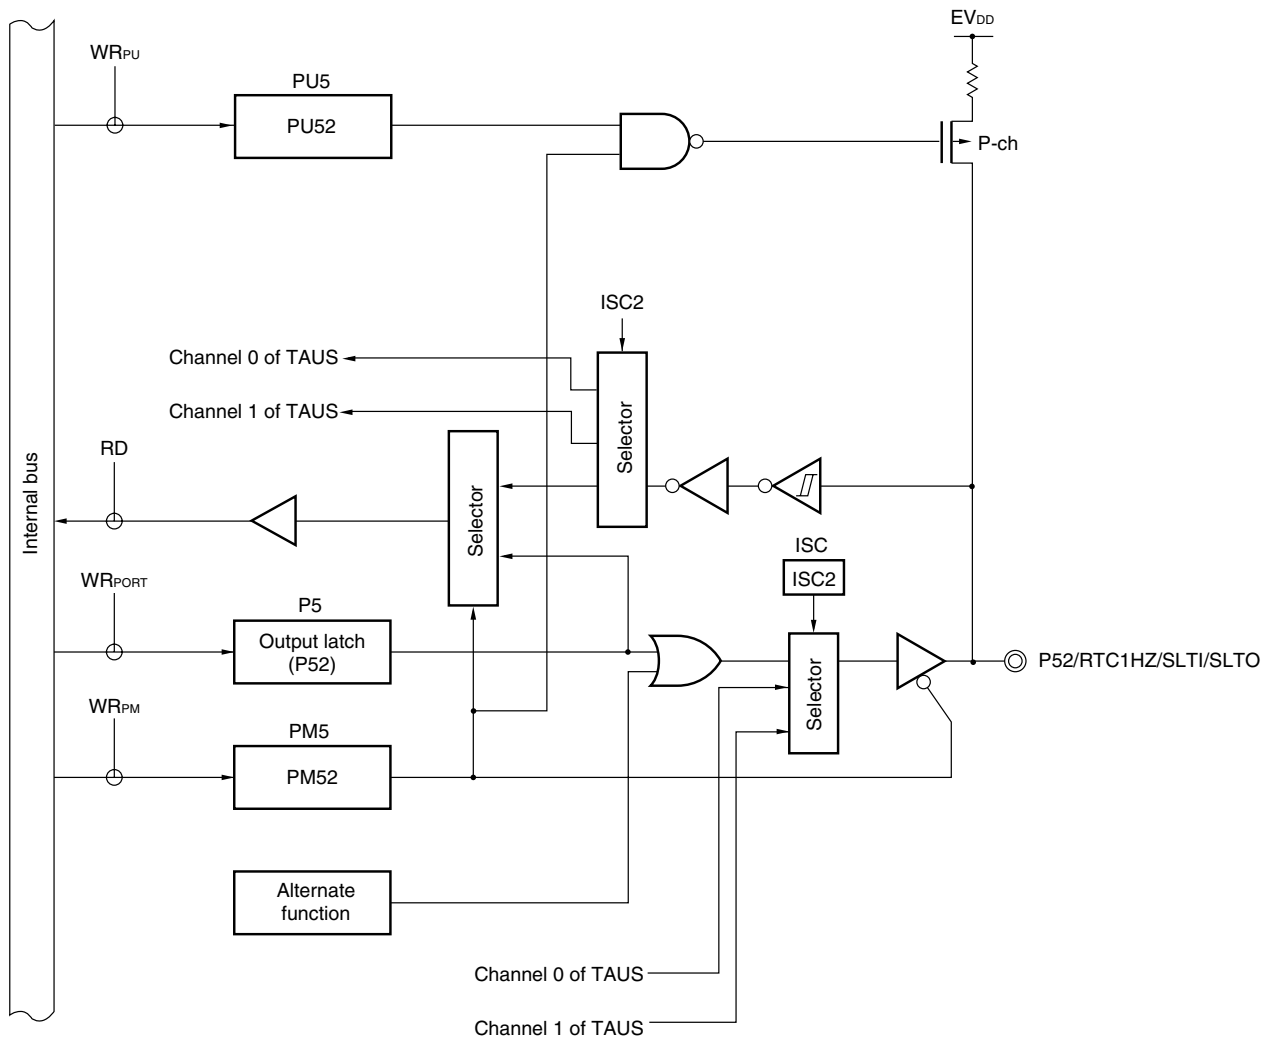 EVDD
WRPU
PU5
PU52
P-ch
ISC2
Channel 0 of TAUS
Channel 1 of TAUS
Selector
RD
Internal bus
Selector
ISC
ISC2
WRPORT
P5
Output latch
(P52)
Selector
P52/RTC1HZ/SLTI/SLTO
WRPM
PM5
PM52
Alternate
function
Channel 0 of TAUS
Channel 1 of TAUS